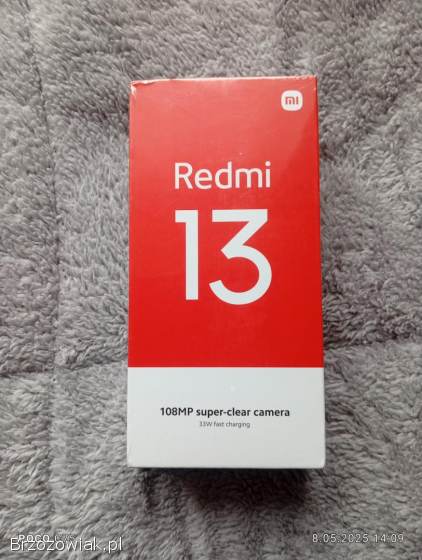 mi
Redmi
13
108MP super-clear camera
33W fast charging
Brzozowiak.pl
8.05.2025 14:09